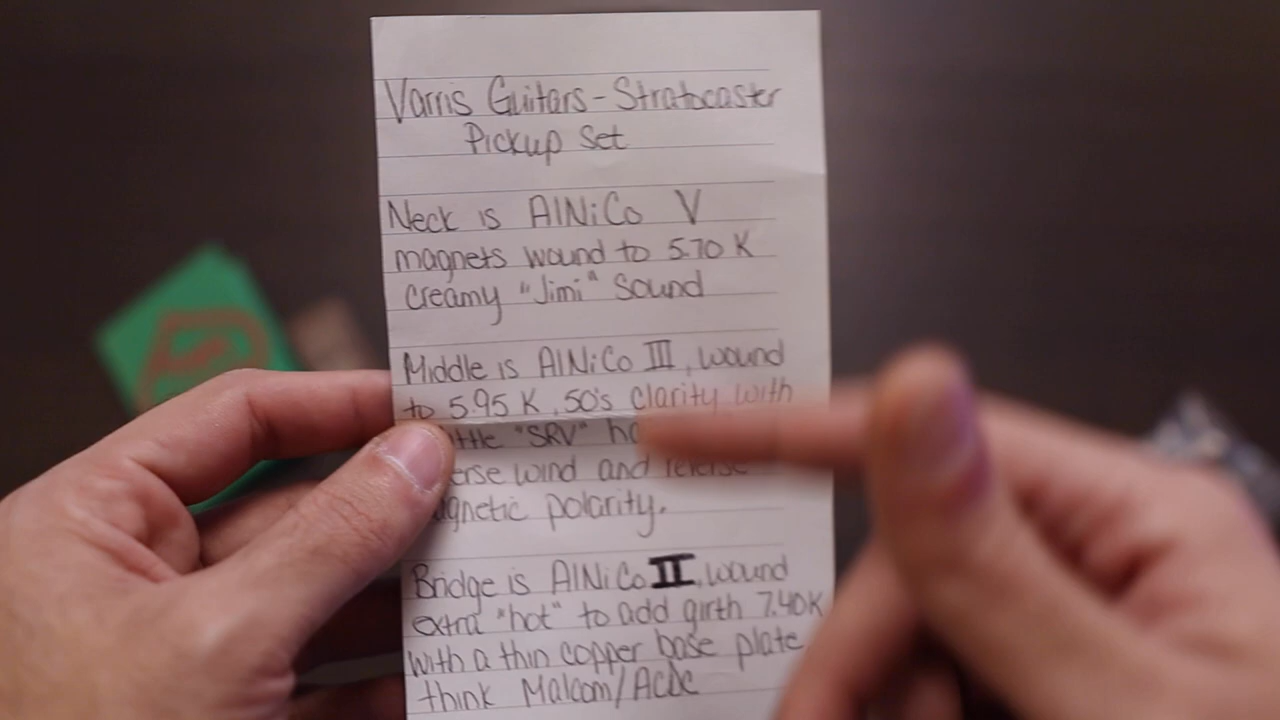 Varris Guitars - Stratocaster
Pickup Set
Neck is AlNiCo V
magnets wound to 5.70 K
creamy "Jimi" Sound
Middle is AlNiCo III, wound
to 5.95 K, 50's clarity with
"SRV"
wind and reverse
polarity.
Bridge is AlNiCo II, wound
extra "hot" to add girth 7.40K
with a thin copper base plate
think Malcom/ACDC